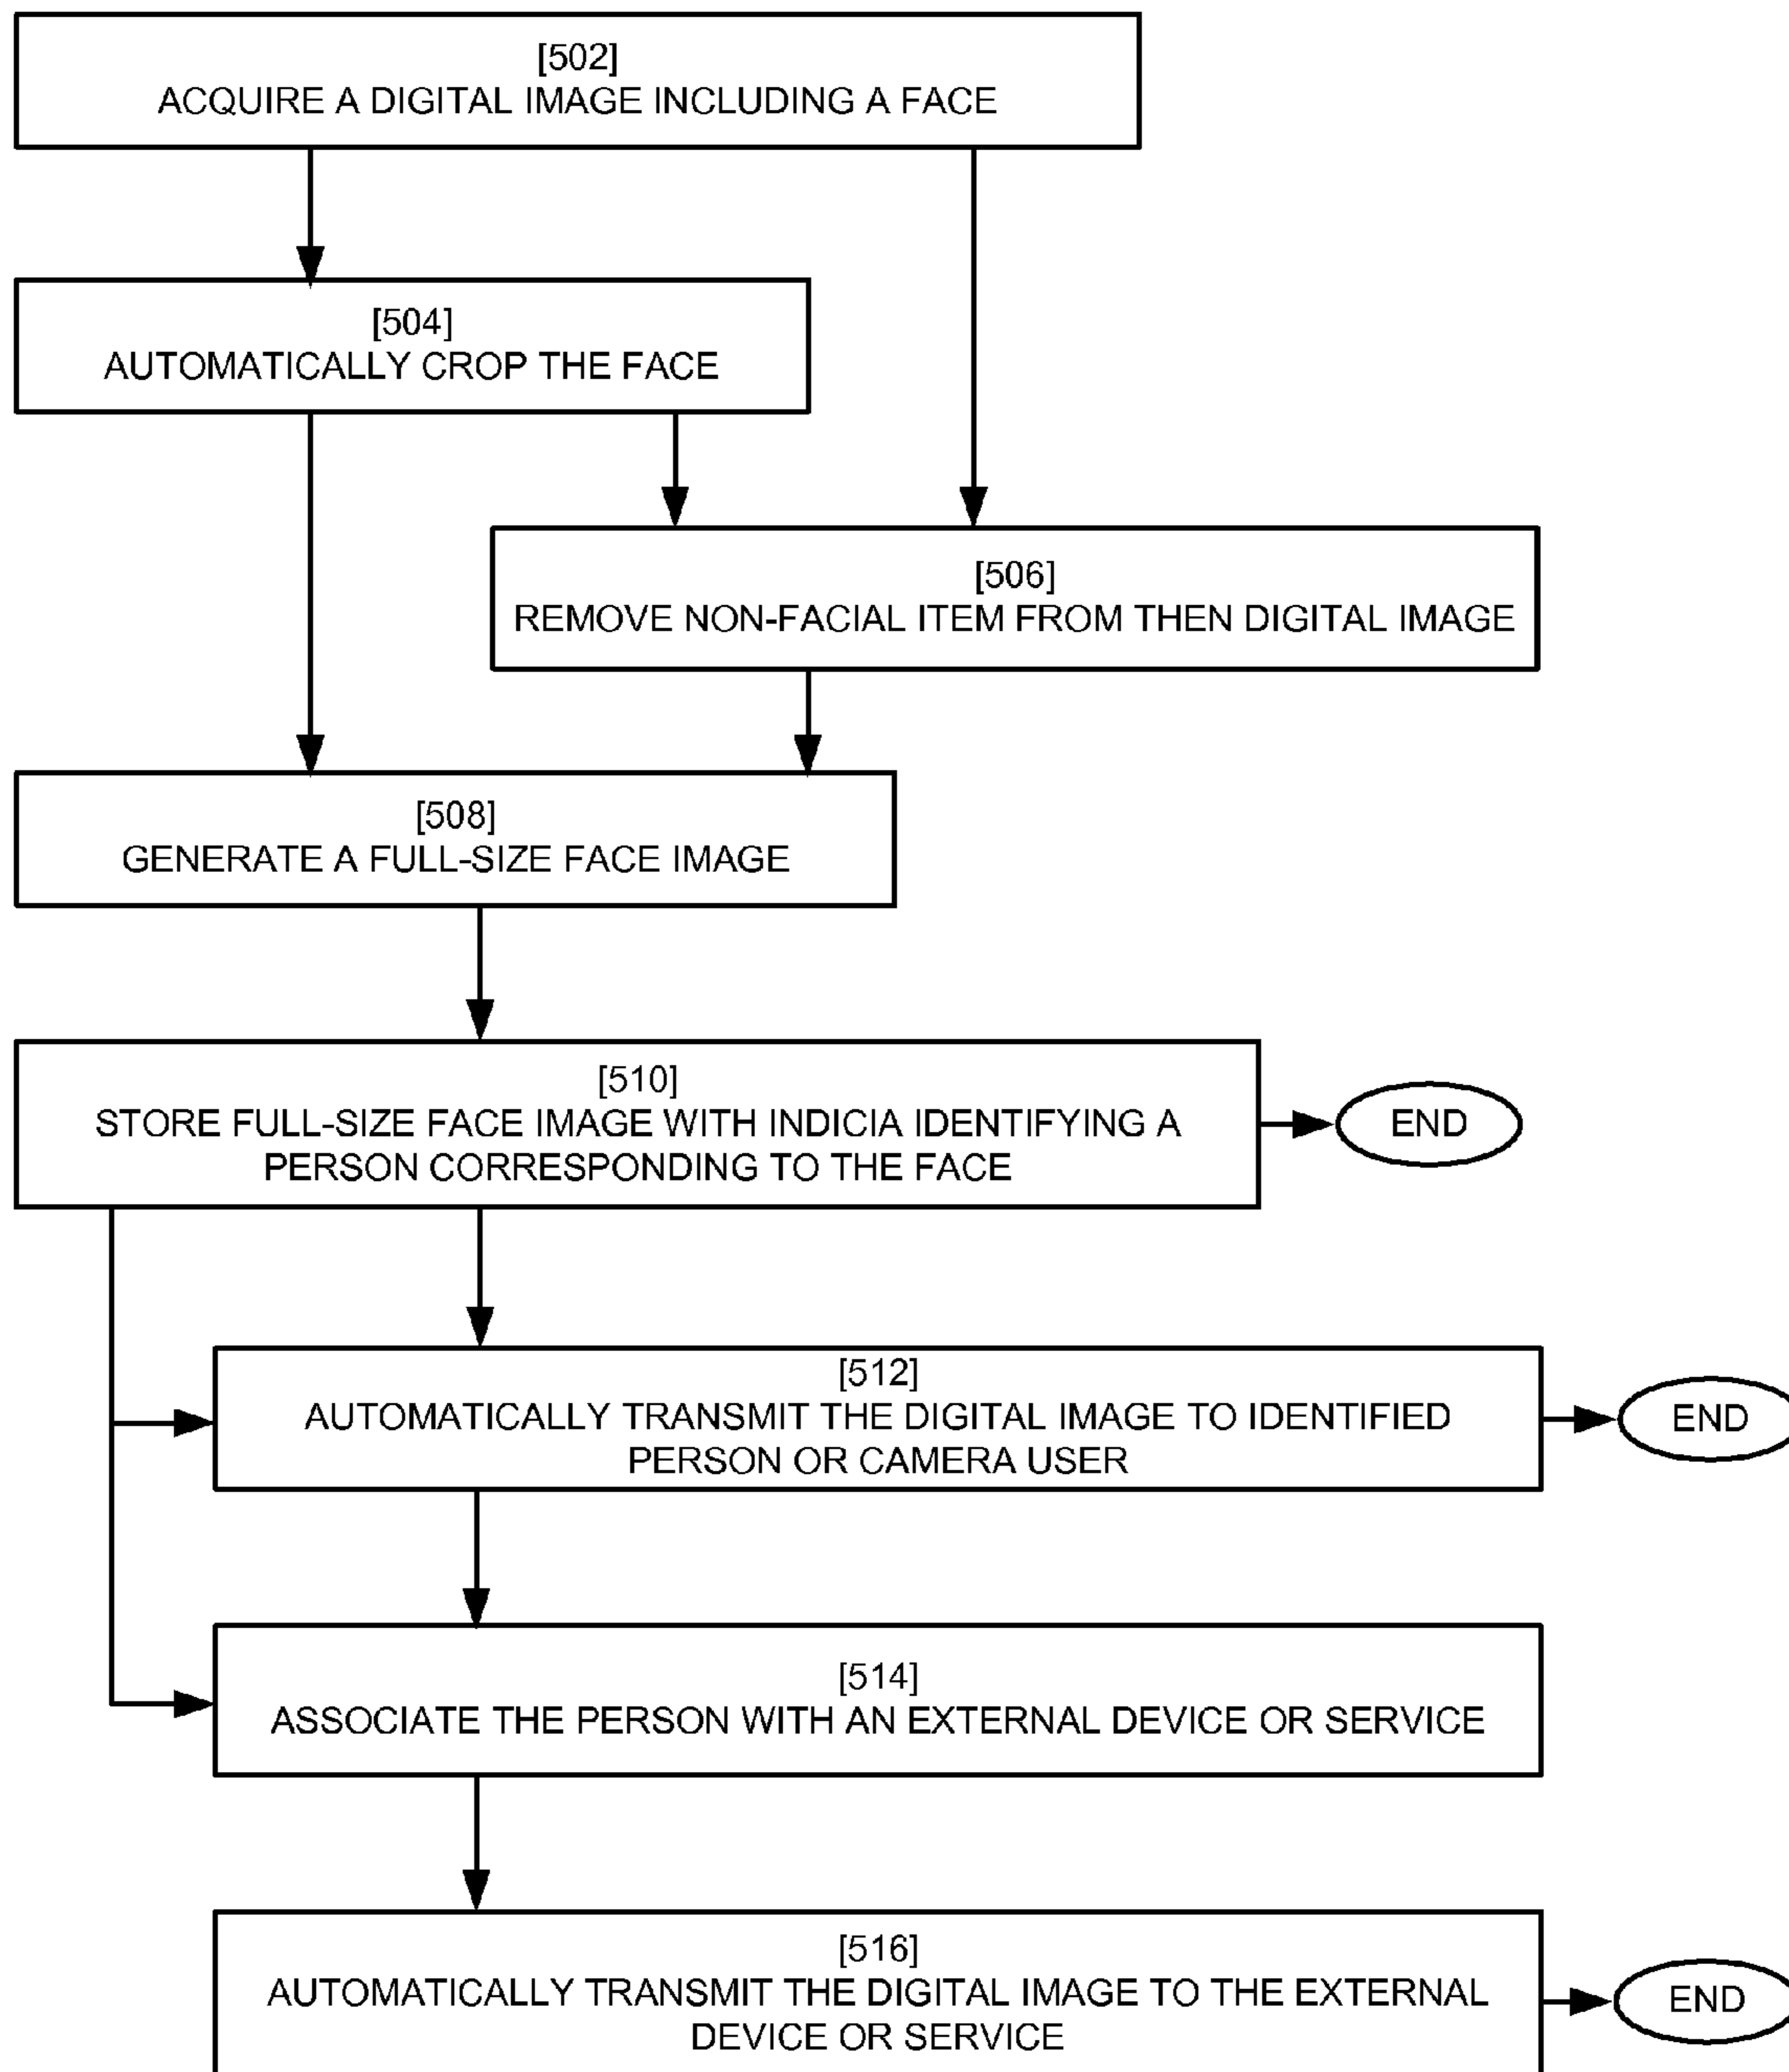 [502]
ACQUIRE A DIGITAL IMAGE INCLUDING A FACE
[504]
AUTOMATICALLY CROP THE FACE
[506]
REMOVE NON-FACIAL ITEM FROM THEN DIGITAL IMAGE
[508]
GENERATE A FULL-SIZE FACE IMAGE
[510]
STORE FULL-SIZE FACE IMAGE WITH INDICIA IDENTIFYING A
PERSON CORRESPONDING TO THE FACE
END
[512]
AUTOMATICALLY TRANSMIT THE DIGITAL IMAGE TO IDENTIFIED
PERSON OR CAMERA USER
END
[514]
ASSOCIATE THE PERSON WITH AN EXTERNAL DEVICE OR SERVICE
[516]
AUTOMATICALLY TRANSMIT THE DIGITAL IMAGE TO THE EXTERNAL
DEVICE OR SERVICE
END